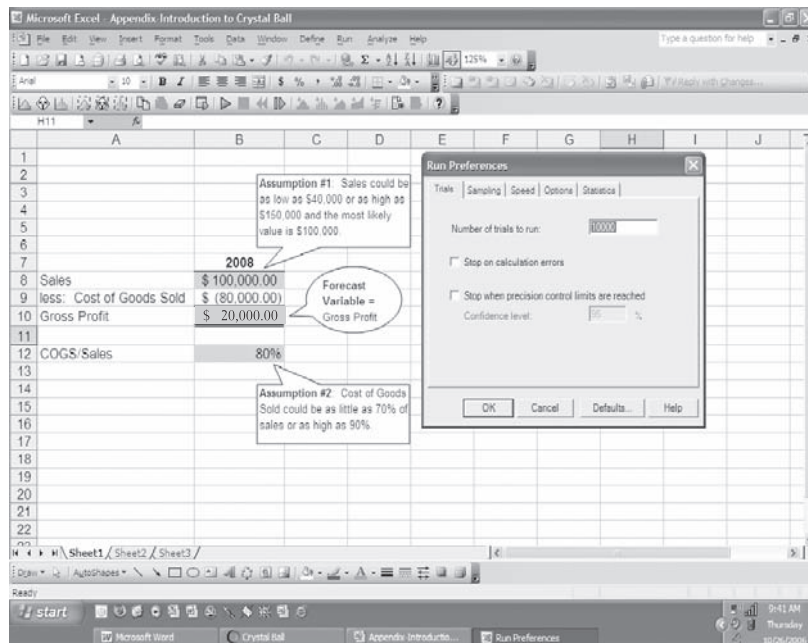 Microsoft Excel - Appendix-Introduction to Crystal Ball
File Edit View Insert Format Tools Data Window Define Run Analyze Help
Type a question for help
125%
Reply with Changes...
Arial
10
B I U
$ % ,
H11
fx
A B C D E F G H I J
1
2
3
4
5
6
7 2008
8 Sales $ 100,000.00
9 less: Cost of Goods Sold $ (80,000.00)
10 Gross Profit $ 20,000.00
11
12 COGS/Sales 80%
13
14
15
16
17
18
19
20
21
22
Assumption #1: Sales could be
as low as $40,000 or as high as
$150,000 and the most likely
value is $100,000.
Forecast
Variable =
Gross Profit
Assumption #2: Cost of Goods
Sold could be as little as 70% of
sales or as high as 90%.
Run Preferences
Trials Sampling Speed Options Statistics
Number of trials to run:
Stop on calculation errors
Stop when precision control limits are reached
Confidence level: 95 %
OK Cancel Defaults... Help
Sheet1 Sheet2 Sheet3
Draw AutoShapes
Ready
start
9:41 AM
Thursday
10/26/2006
Microsoft Word
Crystal Ball
Appendix-Introductio...
Run Preferences